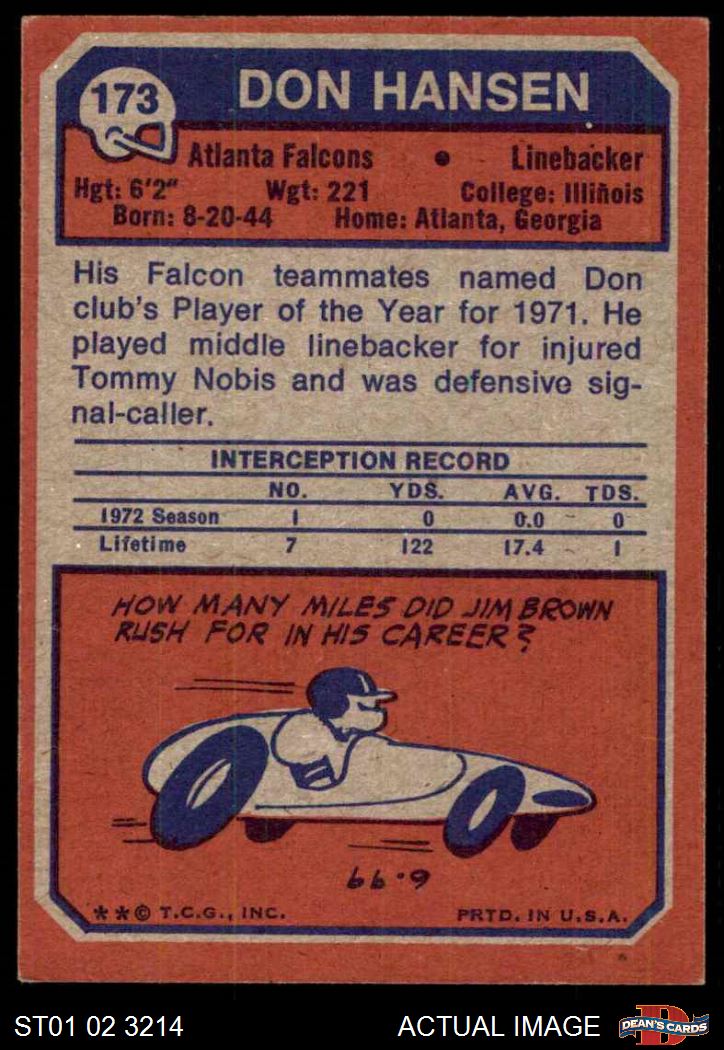 173
DON HANSEN
Atlanta Falcons • Linebacker
Hgt: 6'2" Wgt: 221 College: Illinois
Born: 8-20-44 Home: Atlanta, Georgia
His Falcon teammates named Don
club's Player of the Year for 1971. He
played middle linebacker for injured
Tommy Nobis and was defensive sig-
nal-caller.
INTERCEPTION RECORD
NO. YDS. AVG. TDS.
1972 Season 1 0 0.0 0
Lifetime 7 122 17.4 1
HOW MANY MILES DID JIM BROWN
RUSH FOR IN HIS CAREER?
6.99
**© T.C.G., INC. PRTD. IN U.S.A.
ST01 02 3214 ACTUAL IMAGE D DEAN'S CARDS